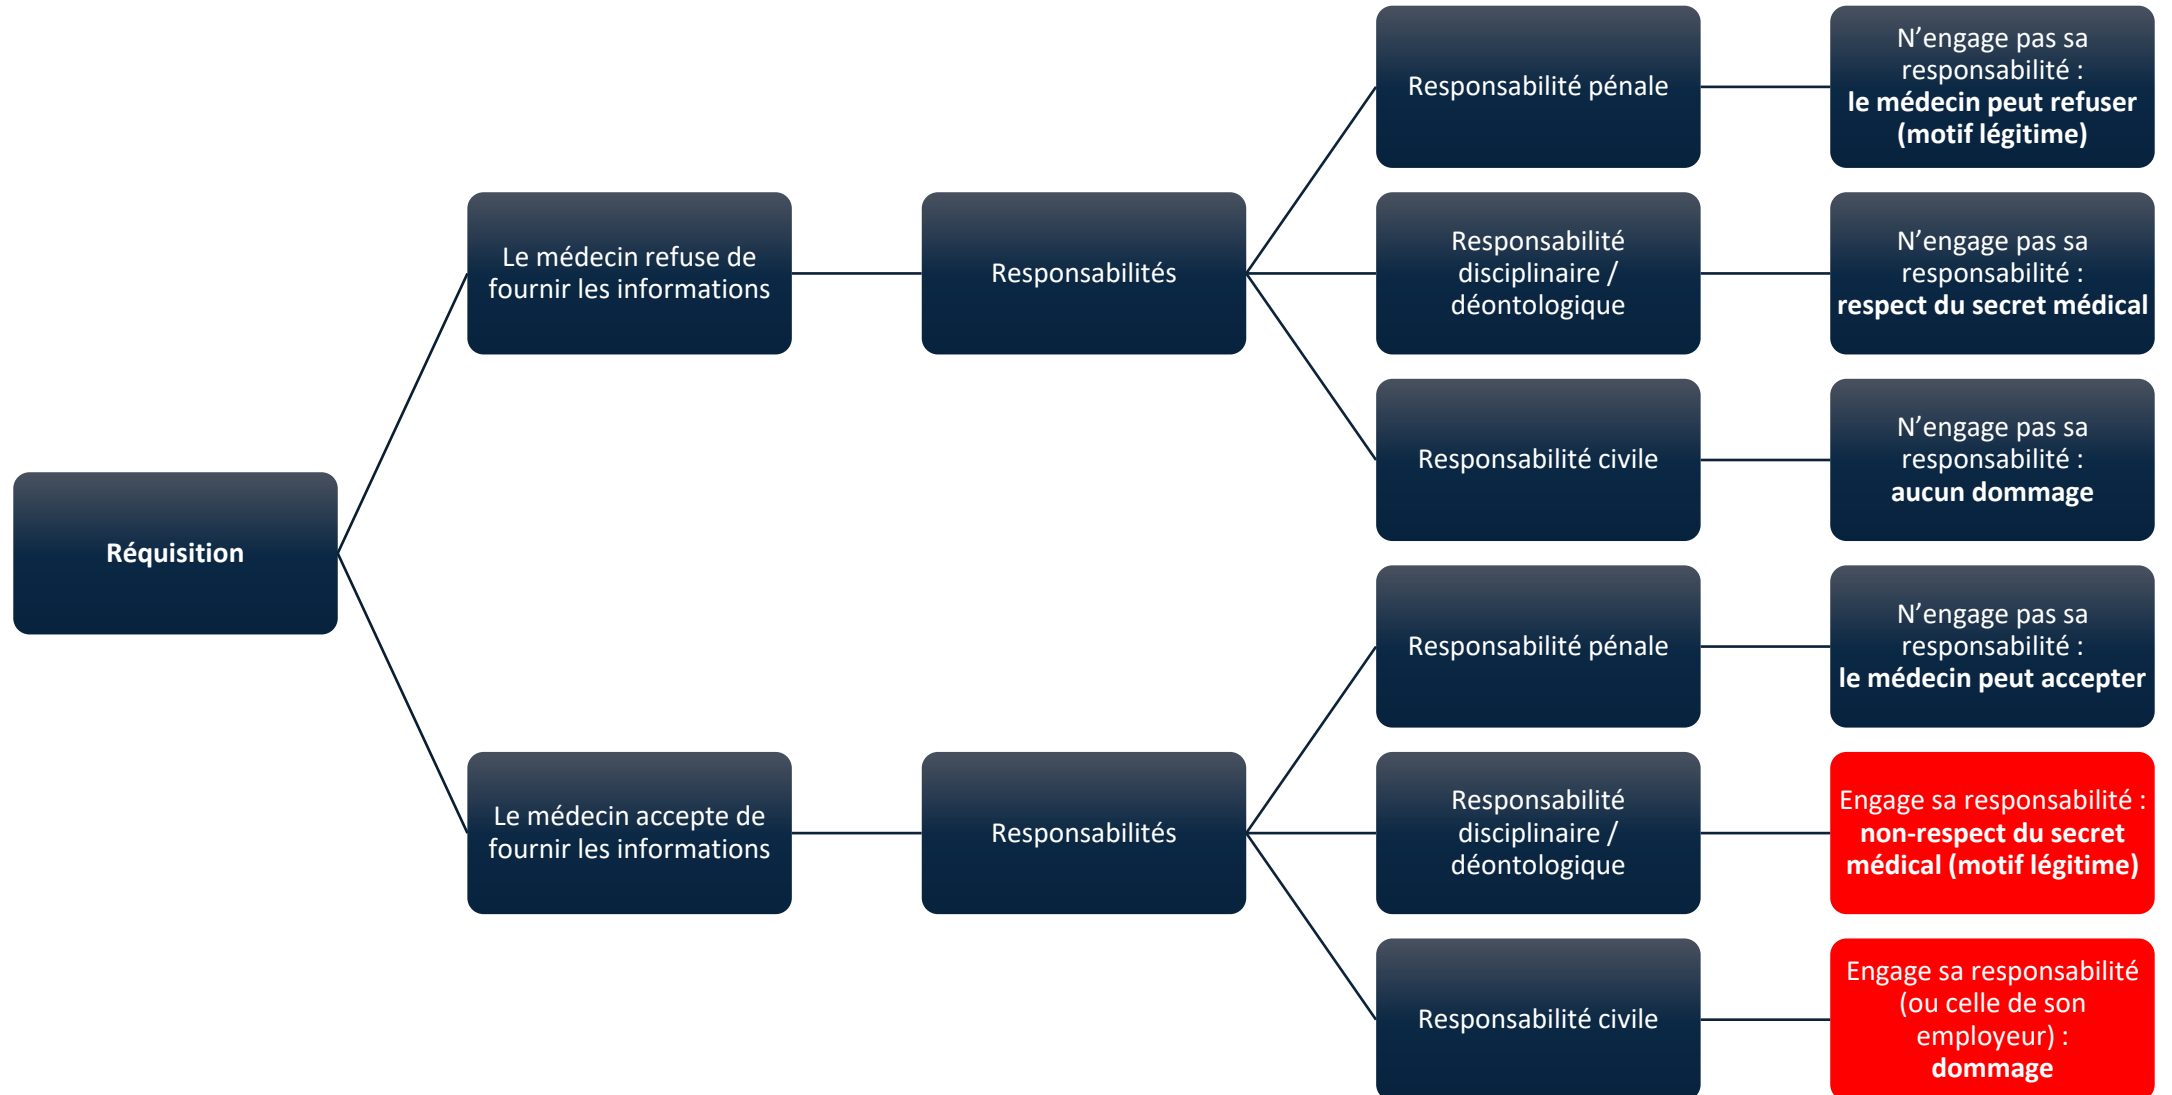 Réquisition
Le médecin refuse de
fournir les informations
Responsabilités
Responsabilité pénale
N'engage pas sa
responsabilité :
le médecin peut refuser
(motif légitime)
Responsabilité
disciplinaire /
déontologique
N'engage pas sa
responsabilité :
respect du secret médical
Responsabilité civile
N'engage pas sa
responsabilité :
aucun dommage
Le médecin accepte de
fournir les informations
Responsabilités
Responsabilité pénale
N'engage pas sa
responsabilité :
le médecin peut accepter
Responsabilité
disciplinaire /
déontologique
Engage sa responsabilité :
non-respect du secret
médical (motif légitime)
Responsabilité civile
Engage sa responsabilité
(ou celle de son
employeur) :
dommage